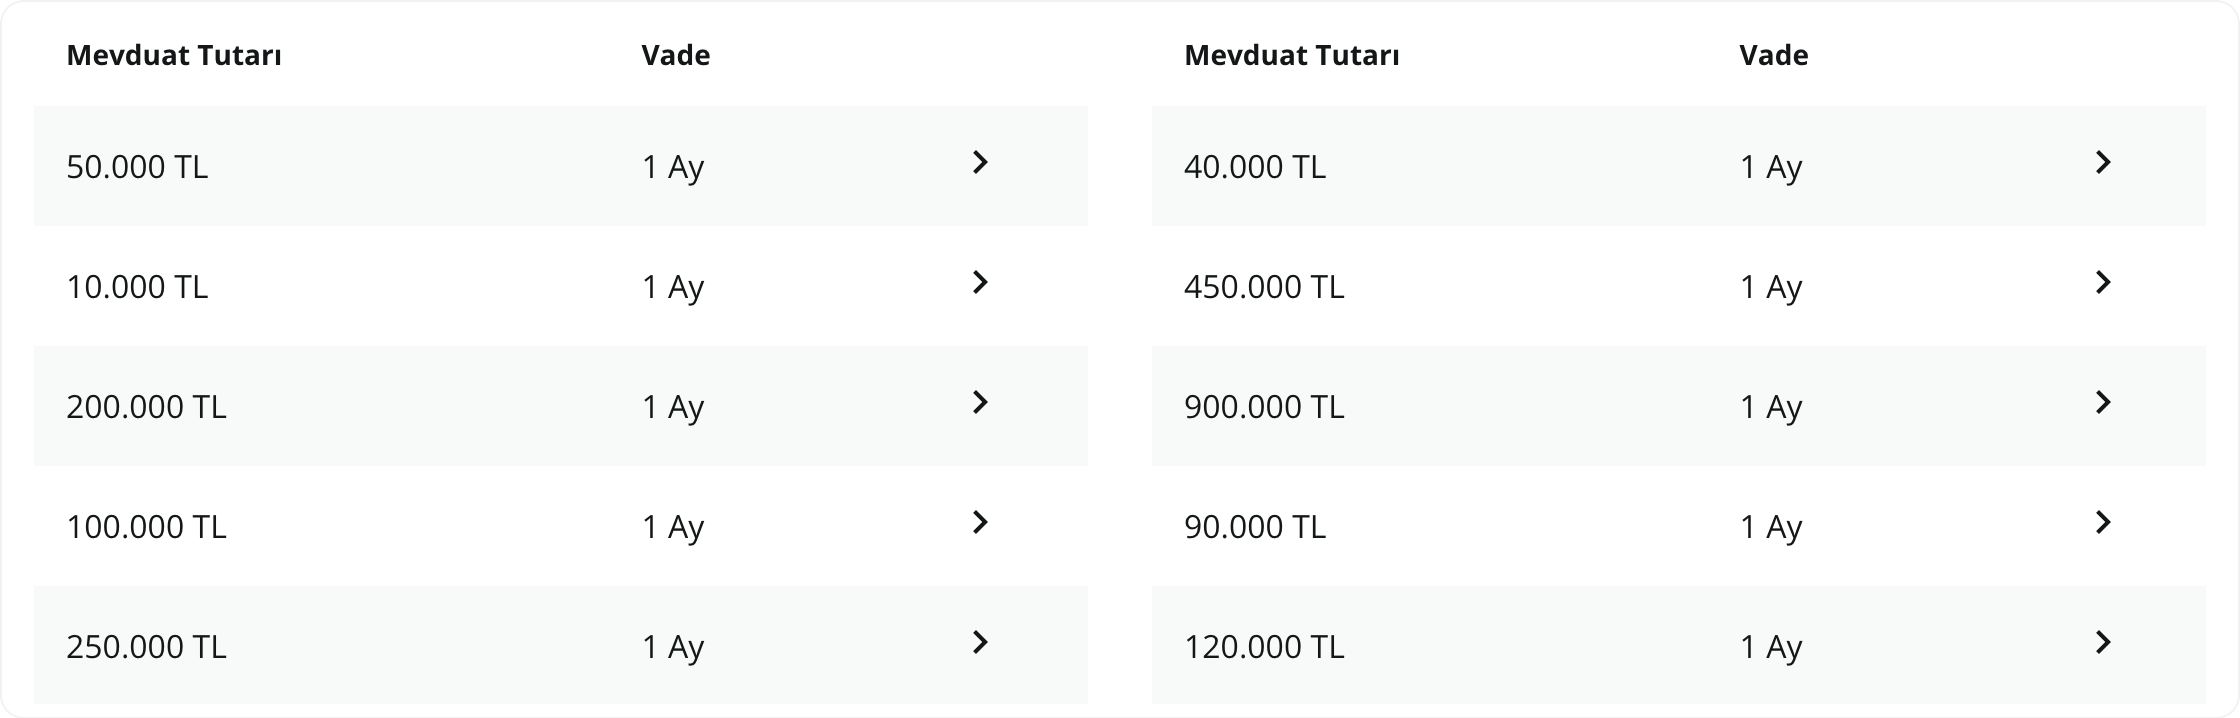 Mevduat Tutarı Vade Mevduat Tutarı Vade
50.000 TL 1 Ay 40.000 TL 1 Ay
10.000 TL 1 Ay 450.000 TL 1 Ay
200.000 TL 1 Ay 900.000 TL 1 Ay
100.000 TL 1 Ay 90.000 TL 1 Ay
250.000 TL 1 Ay 120.000 TL 1 Ay